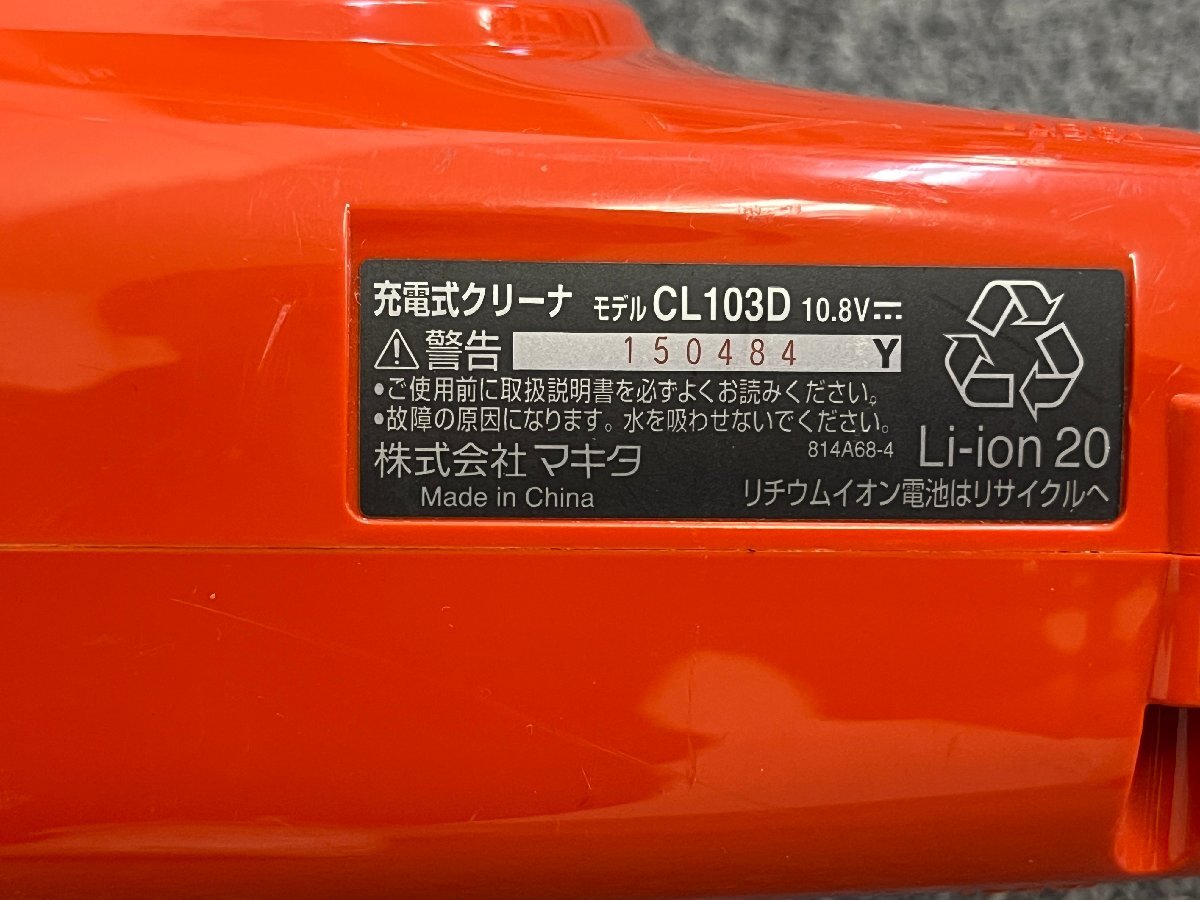 充電式クリーナ モデル CL103D 10.8V⎓
⚠警告 150484 Y
•ご使用前に取扱説明書を必ずよくお読みください。
•故障の原因になります。水を吸わせないでください。
814A68-4
株式会社マキタ
Made in China
Li-ion 20
リチウムイオン電池はリサイクルへ